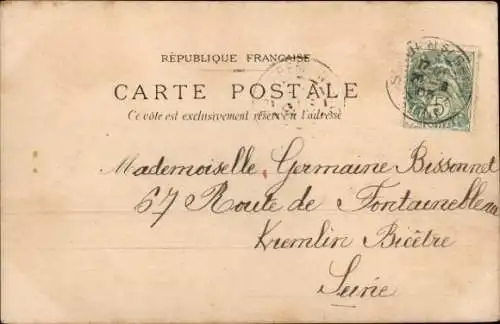 RÉPUBLIQUE FRANÇAISE
CARTE POSTALE
Ce côté est exclusivement réservé à l'adresse
Mademoiselle Germaine Bissonnet
67 Route de Fontainebleau
Kremlin Bicêtre
Seine